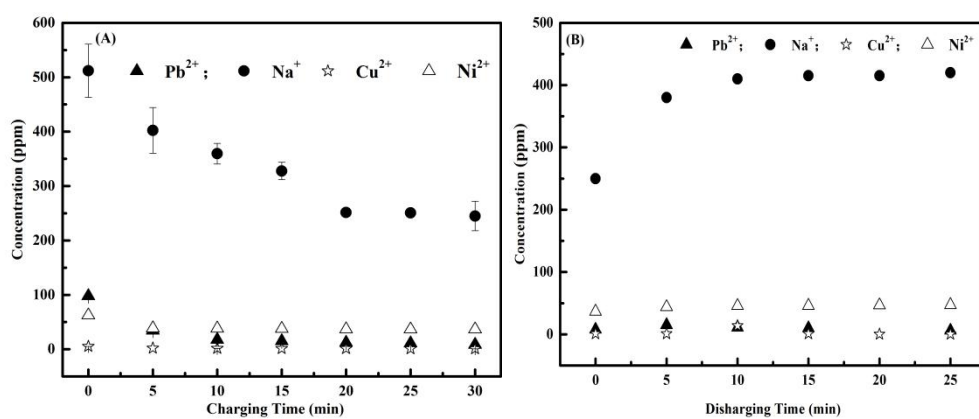 (A)
Pb²⁺; Na⁺ Cu²⁺ Ni²⁺
600
500
400
300
200
100
0
Concentration (ppm)
0 5 10 15 20 25 30
Charging Time (min)
(B)
Pb²⁺; Na⁺; Cu²⁺; Ni²⁺
500
400
300
200
100
0
Concentration (ppm)
0 5 10 15 20 25
Disharging Time (min)